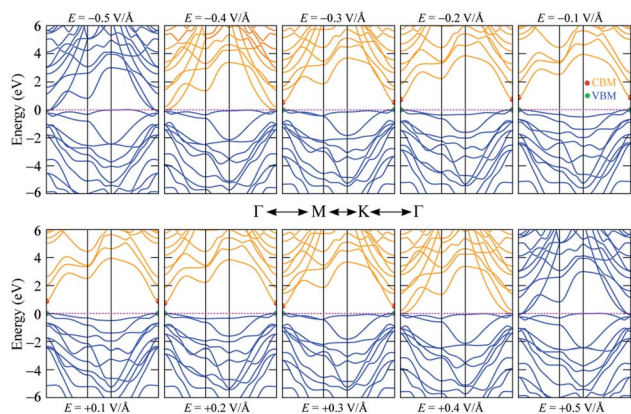 E = −0.5 V/Å E = −0.4 V/Å E = −0.3 V/Å E = −0.2 V/Å E = −0.1 V/Å
6
4
2
0
−2
−4
−6
Energy (eV)
CBM
VBM
Γ M K Γ
6
4
2
0
−2
−4
−6
Energy (eV)
E = +0.1 V/Å E = +0.2 V/Å E = +0.3 V/Å E = +0.4 V/Å E = +0.5 V/Å